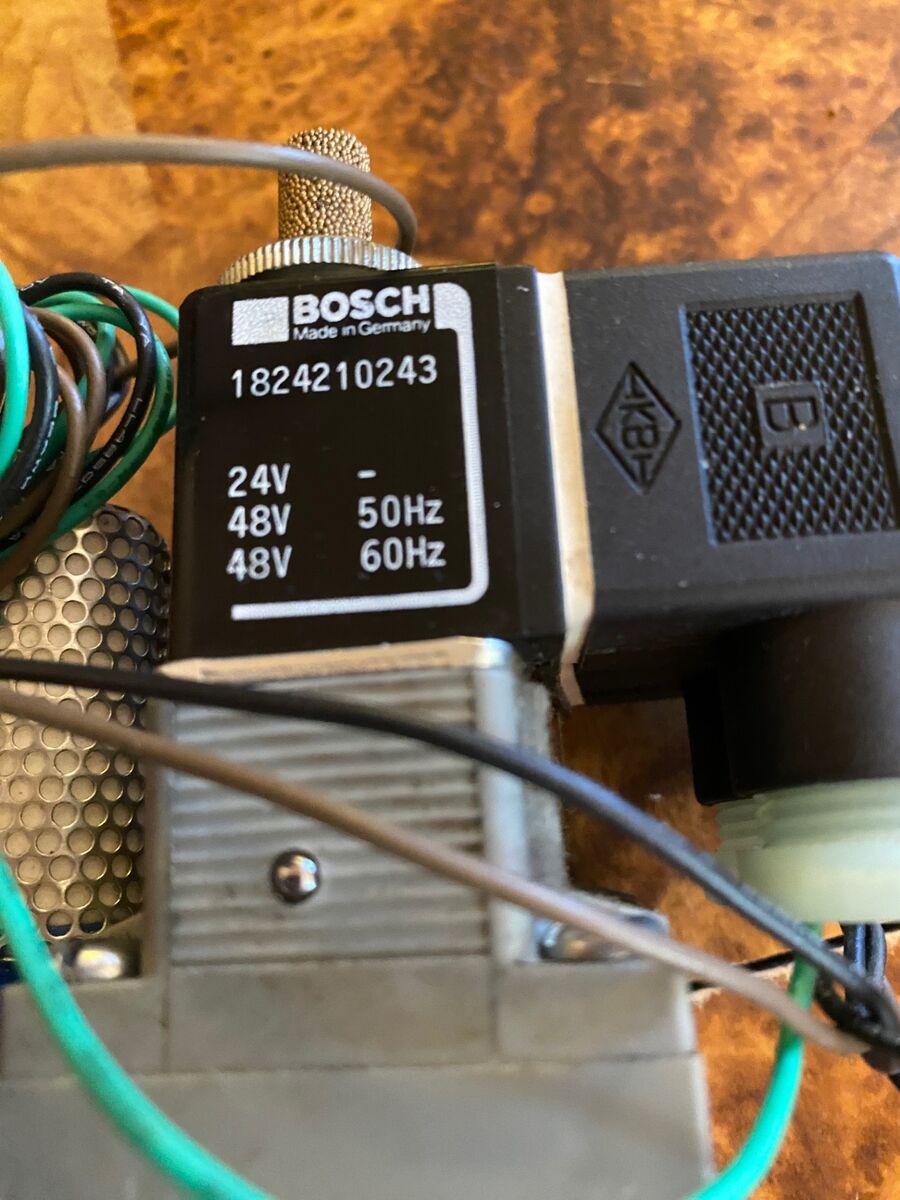 BOSCH
Made in Germany
1824210243
24V -
48V 50Hz
48V 60Hz
B